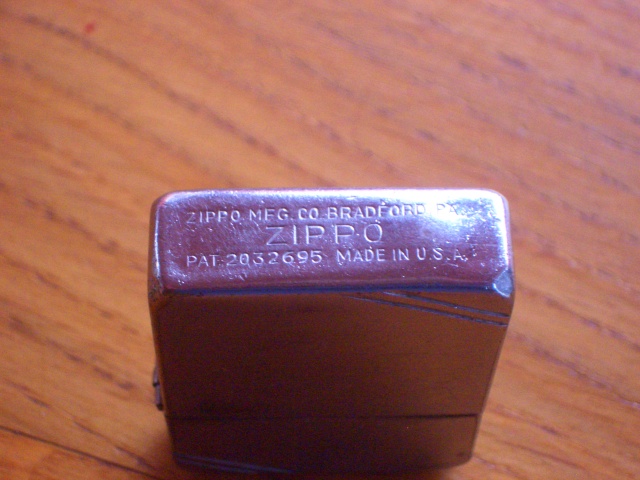 ZIPPO MFG. CO. BRADFORD, PA.
ZIPPO
PAT. 2032695 MADE IN U.S.A.